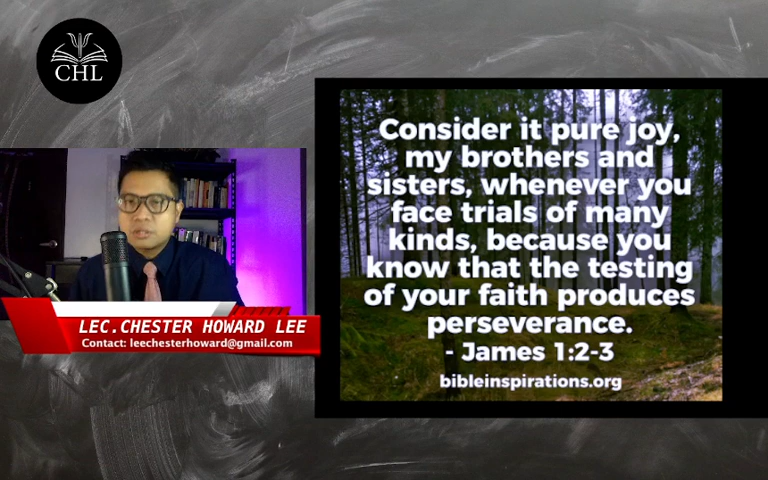 CHL
LEC.CHESTER HOWARD LEE
Contact: leechesterhoward@gmail.com
Consider it pure joy,
my brothers and
sisters, whenever you
face trials of many
kinds, because you
know that the testing
of your faith produces
perseverance.
- James 1:2-3
bibleinspirations.org